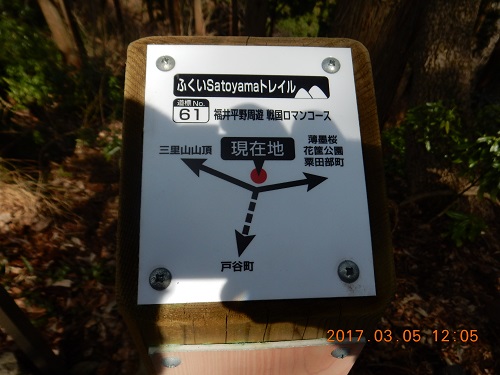 ふくいSatoyamaトレイル
道標No.
61
福井平野周遊 戦国ロマンコース
三里山山頂
現在地
薄墨桜
花筐公園
粟田部町
戸谷町
2017.03.05 12:05